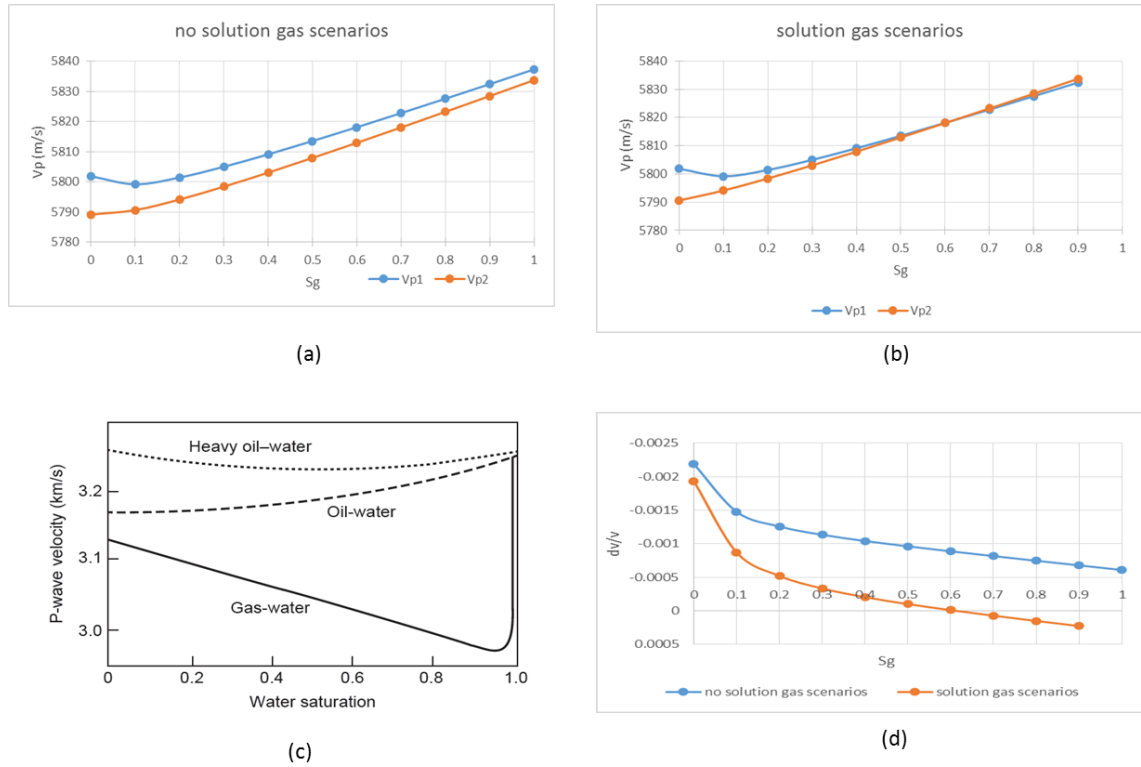 no solution gas scenarios
5840
5830
5820
5810
5800
5790
5780
Vp (m/s)
0 0.1 0.2 0.3 0.4 0.5 0.6 0.7 0.8 0.9 1
Sg
Vp1 Vp2
(a)
solution gas scenarios
5840
5830
5820
5810
5800
5790
5780
Vp (m/s)
0 0.1 0.2 0.3 0.4 0.5 0.6 0.7 0.8 0.9 1
Sg
Vp1 Vp2
(b)
Heavy oil–water
Oil-water
Gas-water
3.2
3.1
3.0
P-wave velocity (km/s)
0 0.2 0.4 0.6 0.8 1.0
Water saturation
(c)
-0.0025
-0.002
-0.0015
-0.001
-0.0005
0
0.0005
dv/v
0 0.1 0.2 0.3 0.4 0.5 0.6 0.7 0.8 0.9 1
Sg
no solution gas scenarios solution gas scenarios
(d)